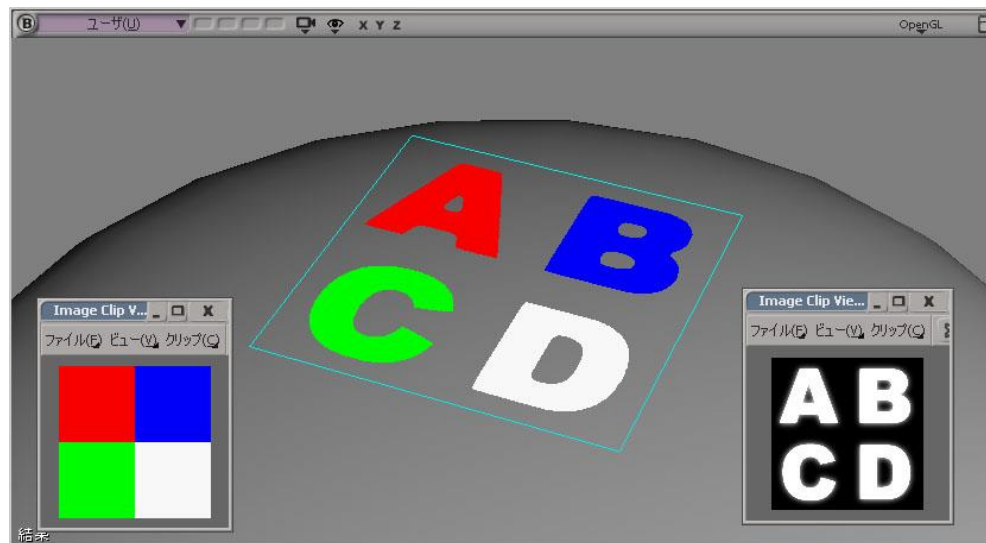 B ユーザ(U) X Y Z OpenGL
A B
C D
Image Clip V...
ファイル(F) ビュー(V) クリップ(C)
Image Clip Vie...
ファイル(F) ビュー(V) クリップ(C)
A B
C D
結果